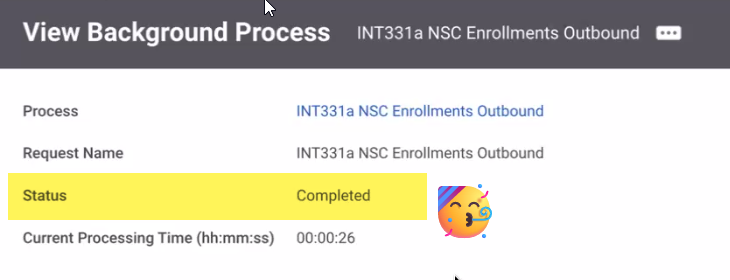 View Background Process INT331a NSC Enrollments Outbound
Process INT331a NSC Enrollments Outbound
Request Name INT331a NSC Enrollments Outbound
Status Completed
Current Processing Time (hh:mm:ss) 00:00:26